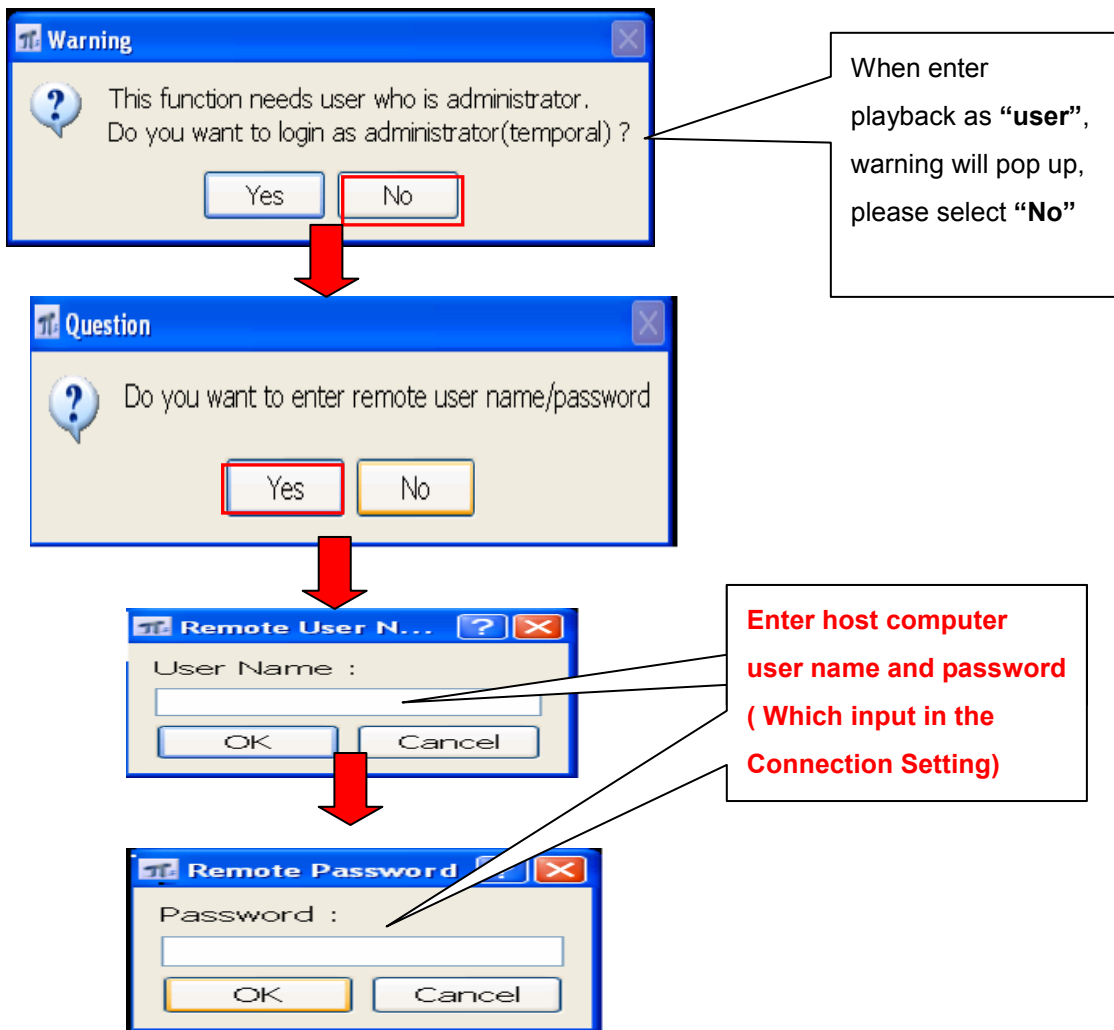 Warning
This function needs user who is administrator.
Do you want to login as administrator(temporal) ?
Yes No
When enter
playback as “user”,
warning will pop up,
please select “No”
Question
Do you want to enter remote user name/password
Yes No
Remote User N...
User Name :
OK Cancel
Enter host computer
user name and password
( Which input in the
Connection Setting)
Remote Password
Password :
OK Cancel